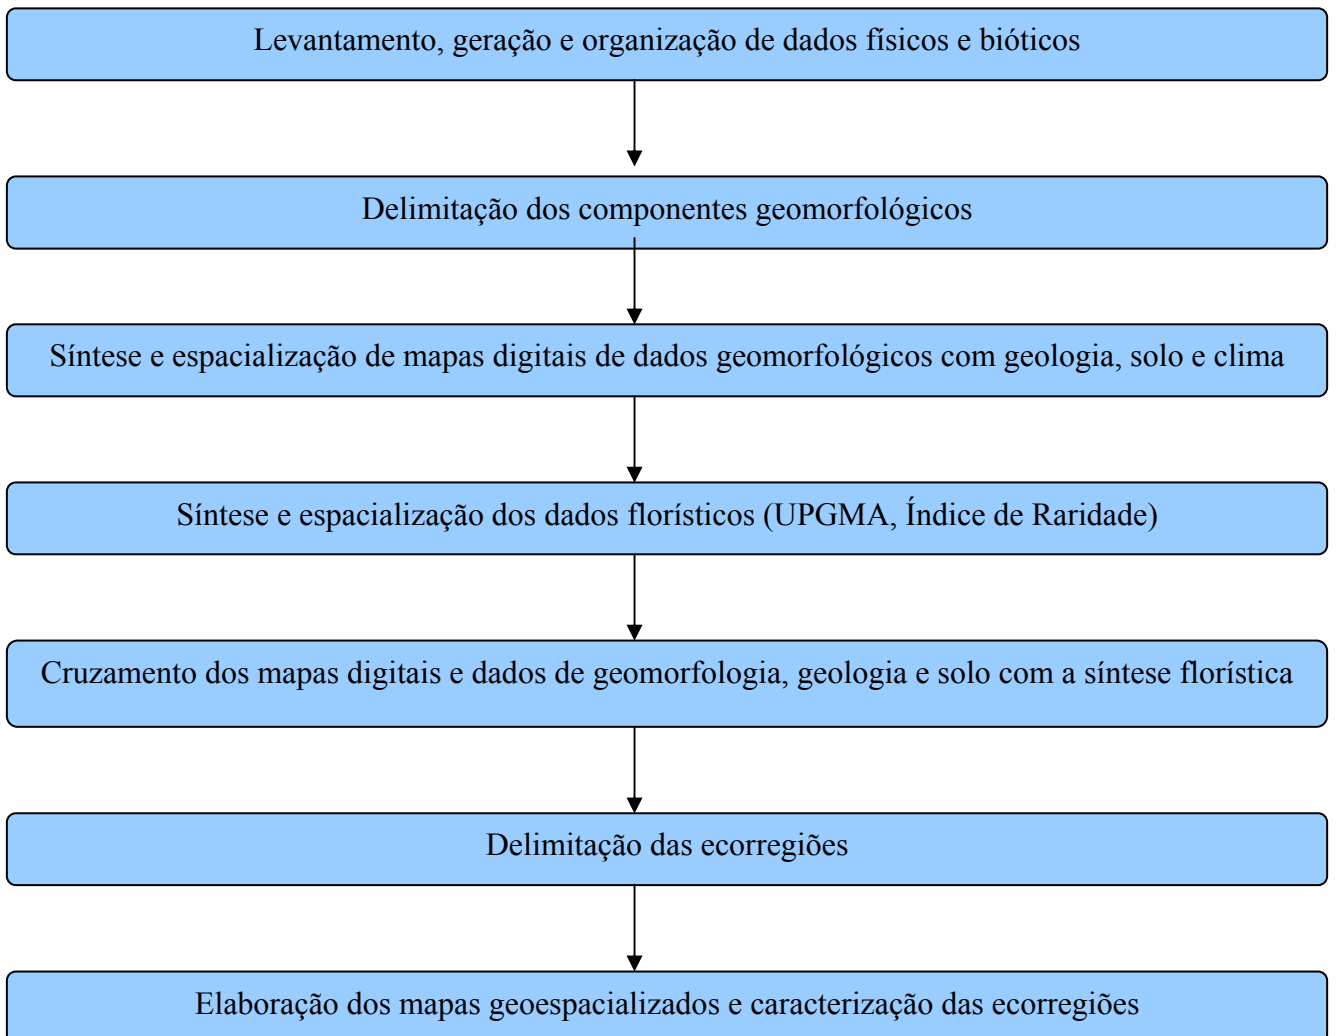 Levantamento, geração e organização de dados físicos e bióticos
Delimitação dos componentes geomorfológicos
Síntese e espacialização de mapas digitais de dados geomorfológicos com geologia, solo e clima
Síntese e espacialização dos dados florísticos (UPGMA, Índice de Raridade)
Cruzamento dos mapas digitais e dados de geomorfologia, geologia e solo com a síntese florística
Delimitação das ecorregiões
Elaboração dos mapas geoespacializados e caracterização das ecorregiões